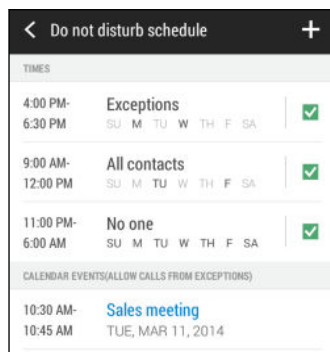 Do not disturb schedule
TIMES
4:00 PM- Exceptions
6:30 PM SU M TU W TH F SA
9:00 AM- All contacts
12:00 PM SU M TU W TH F SA
11:00 PM- No one
6:00 AM SU M TU W TH F SA
CALENDAR EVENTS(ALLOW CALLS FROM EXCEPTIONS)
10:30 AM- Sales meeting
10:45 AM TUE, MAR 11, 2014